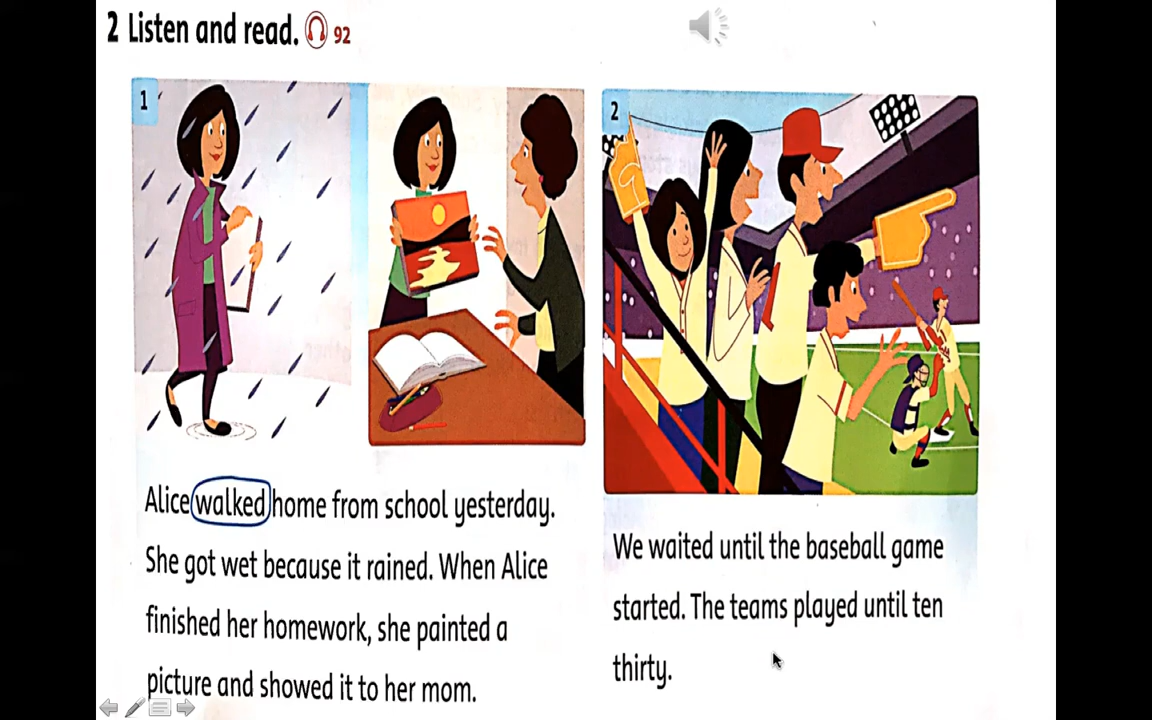 2 Listen and read. 92
1
2
Alice walked home from school yesterday.
She got wet because it rained. When Alice
finished her homework, she painted a
picture and showed it to her mom.
We waited until the baseball game
started. The teams played until ten
thirty.